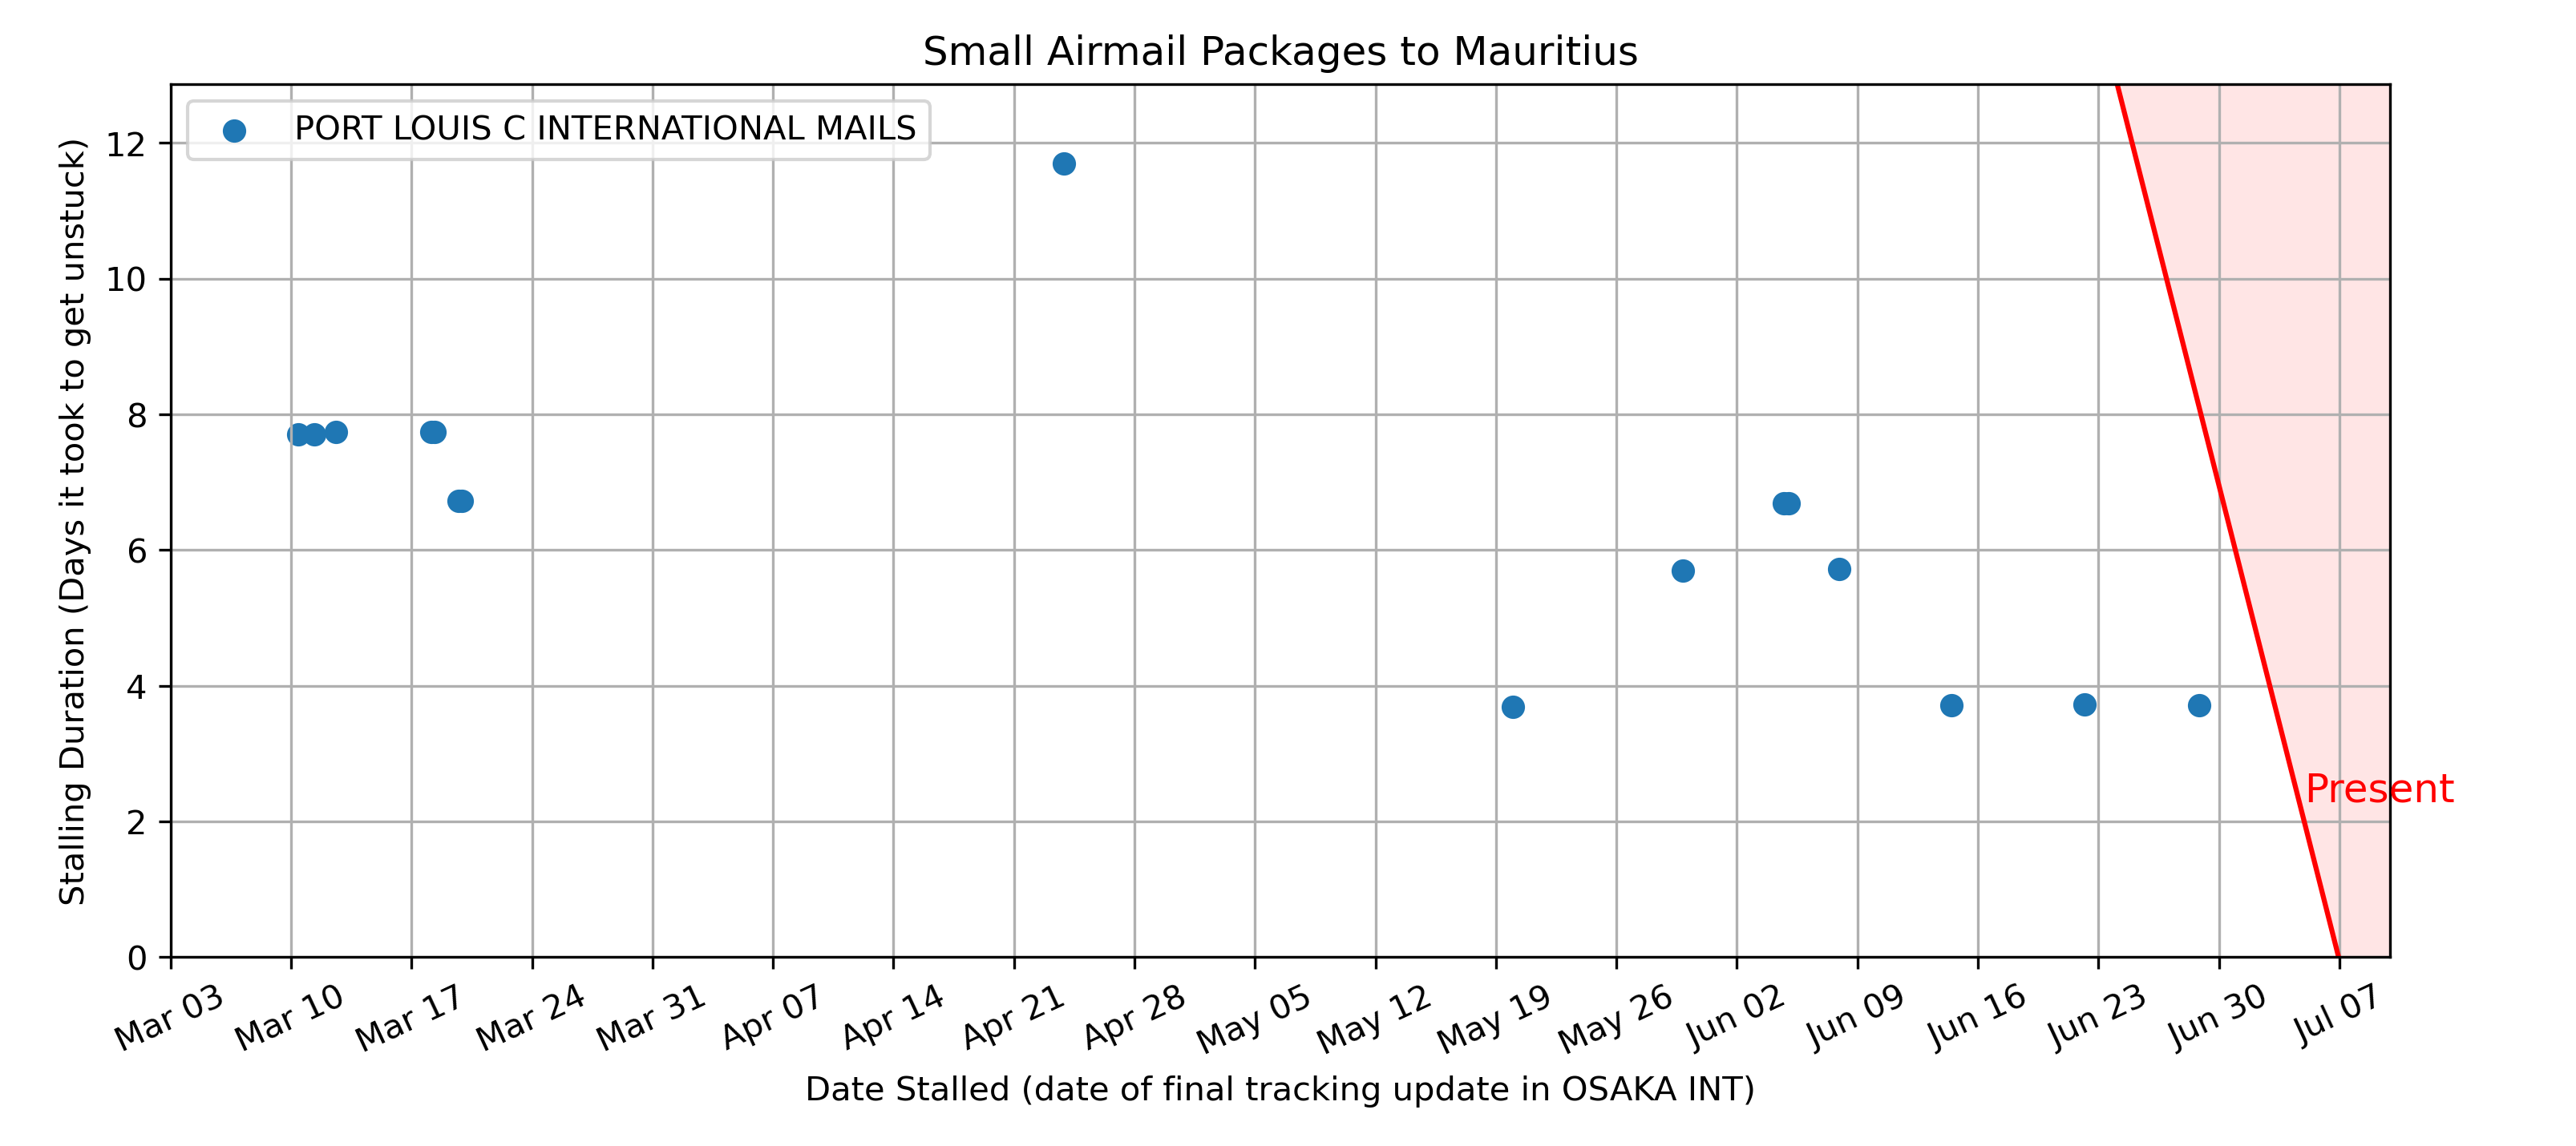 Small Airmail Packages to Mauritius
PORT LOUIS C INTERNATIONAL MAILS
Stalling Duration (Days it took to get unstuck)
12
10
8
6
4
2
0
Present
Mar 03
Mar 10
Mar 17
Mar 24
Mar 31
Apr 07
Apr 14
Apr 21
Apr 28
May 05
May 12
May 19
May 26
Jun 02
Jun 09
Jun 16
Jun 23
Jun 30
Jul 07
Date Stalled (date of final tracking update in OSAKA INT)